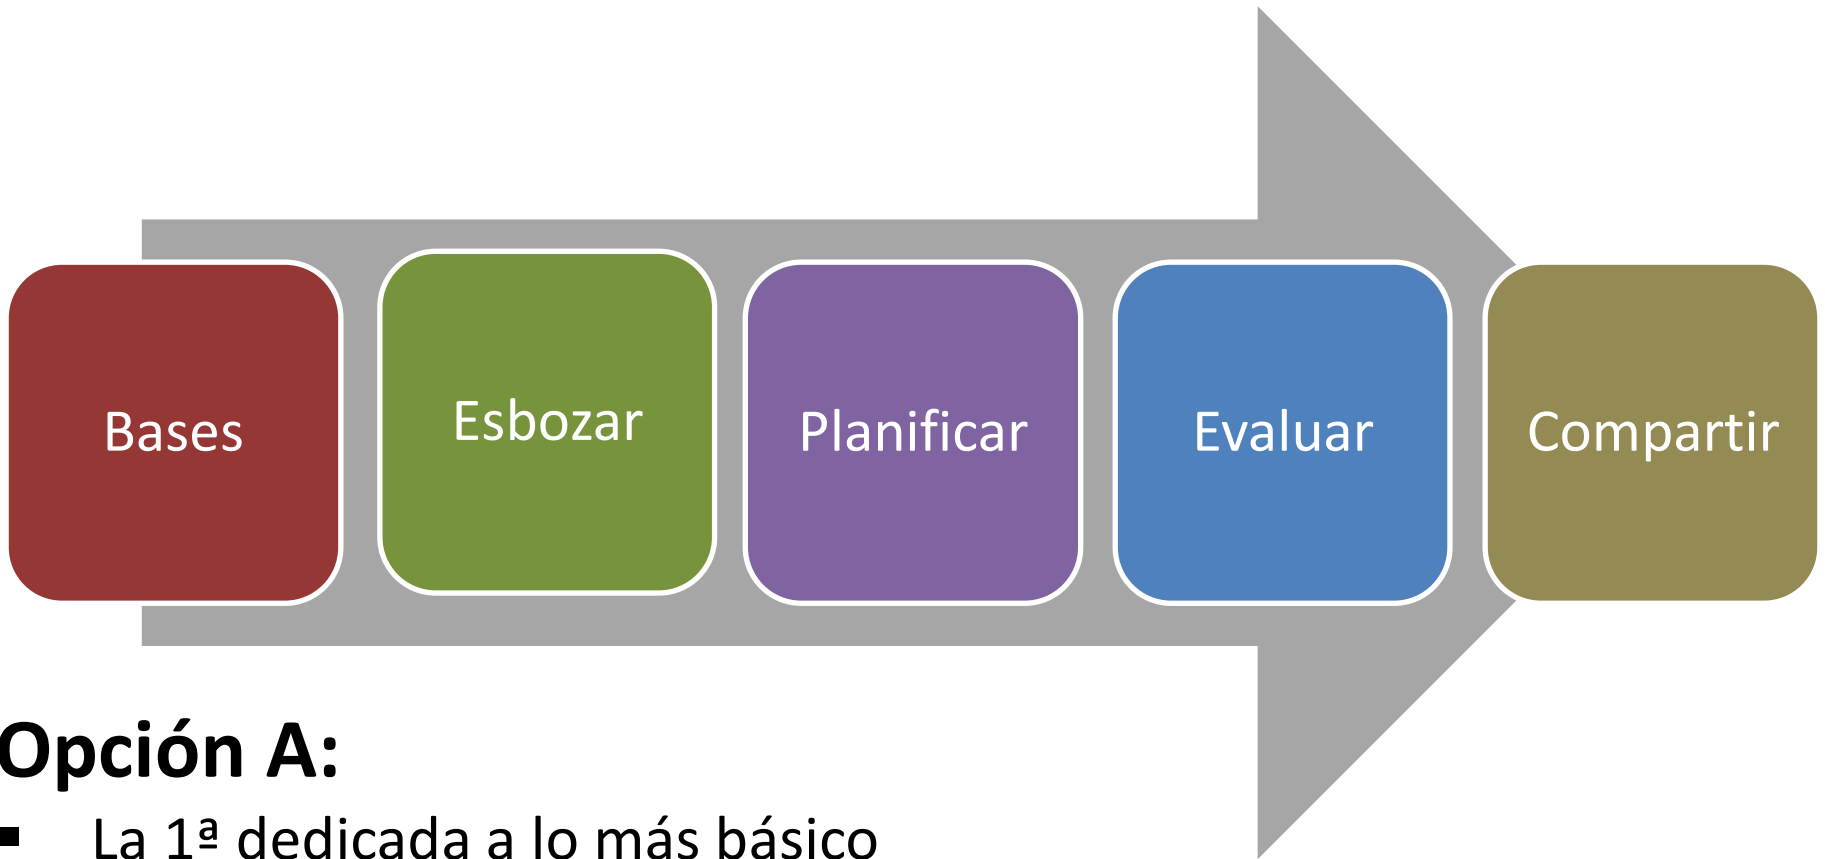 Bases
Esbozar
Planificar
Evaluar
Compartir
Opción A:
▪ La 1ª dedicada a lo más básico